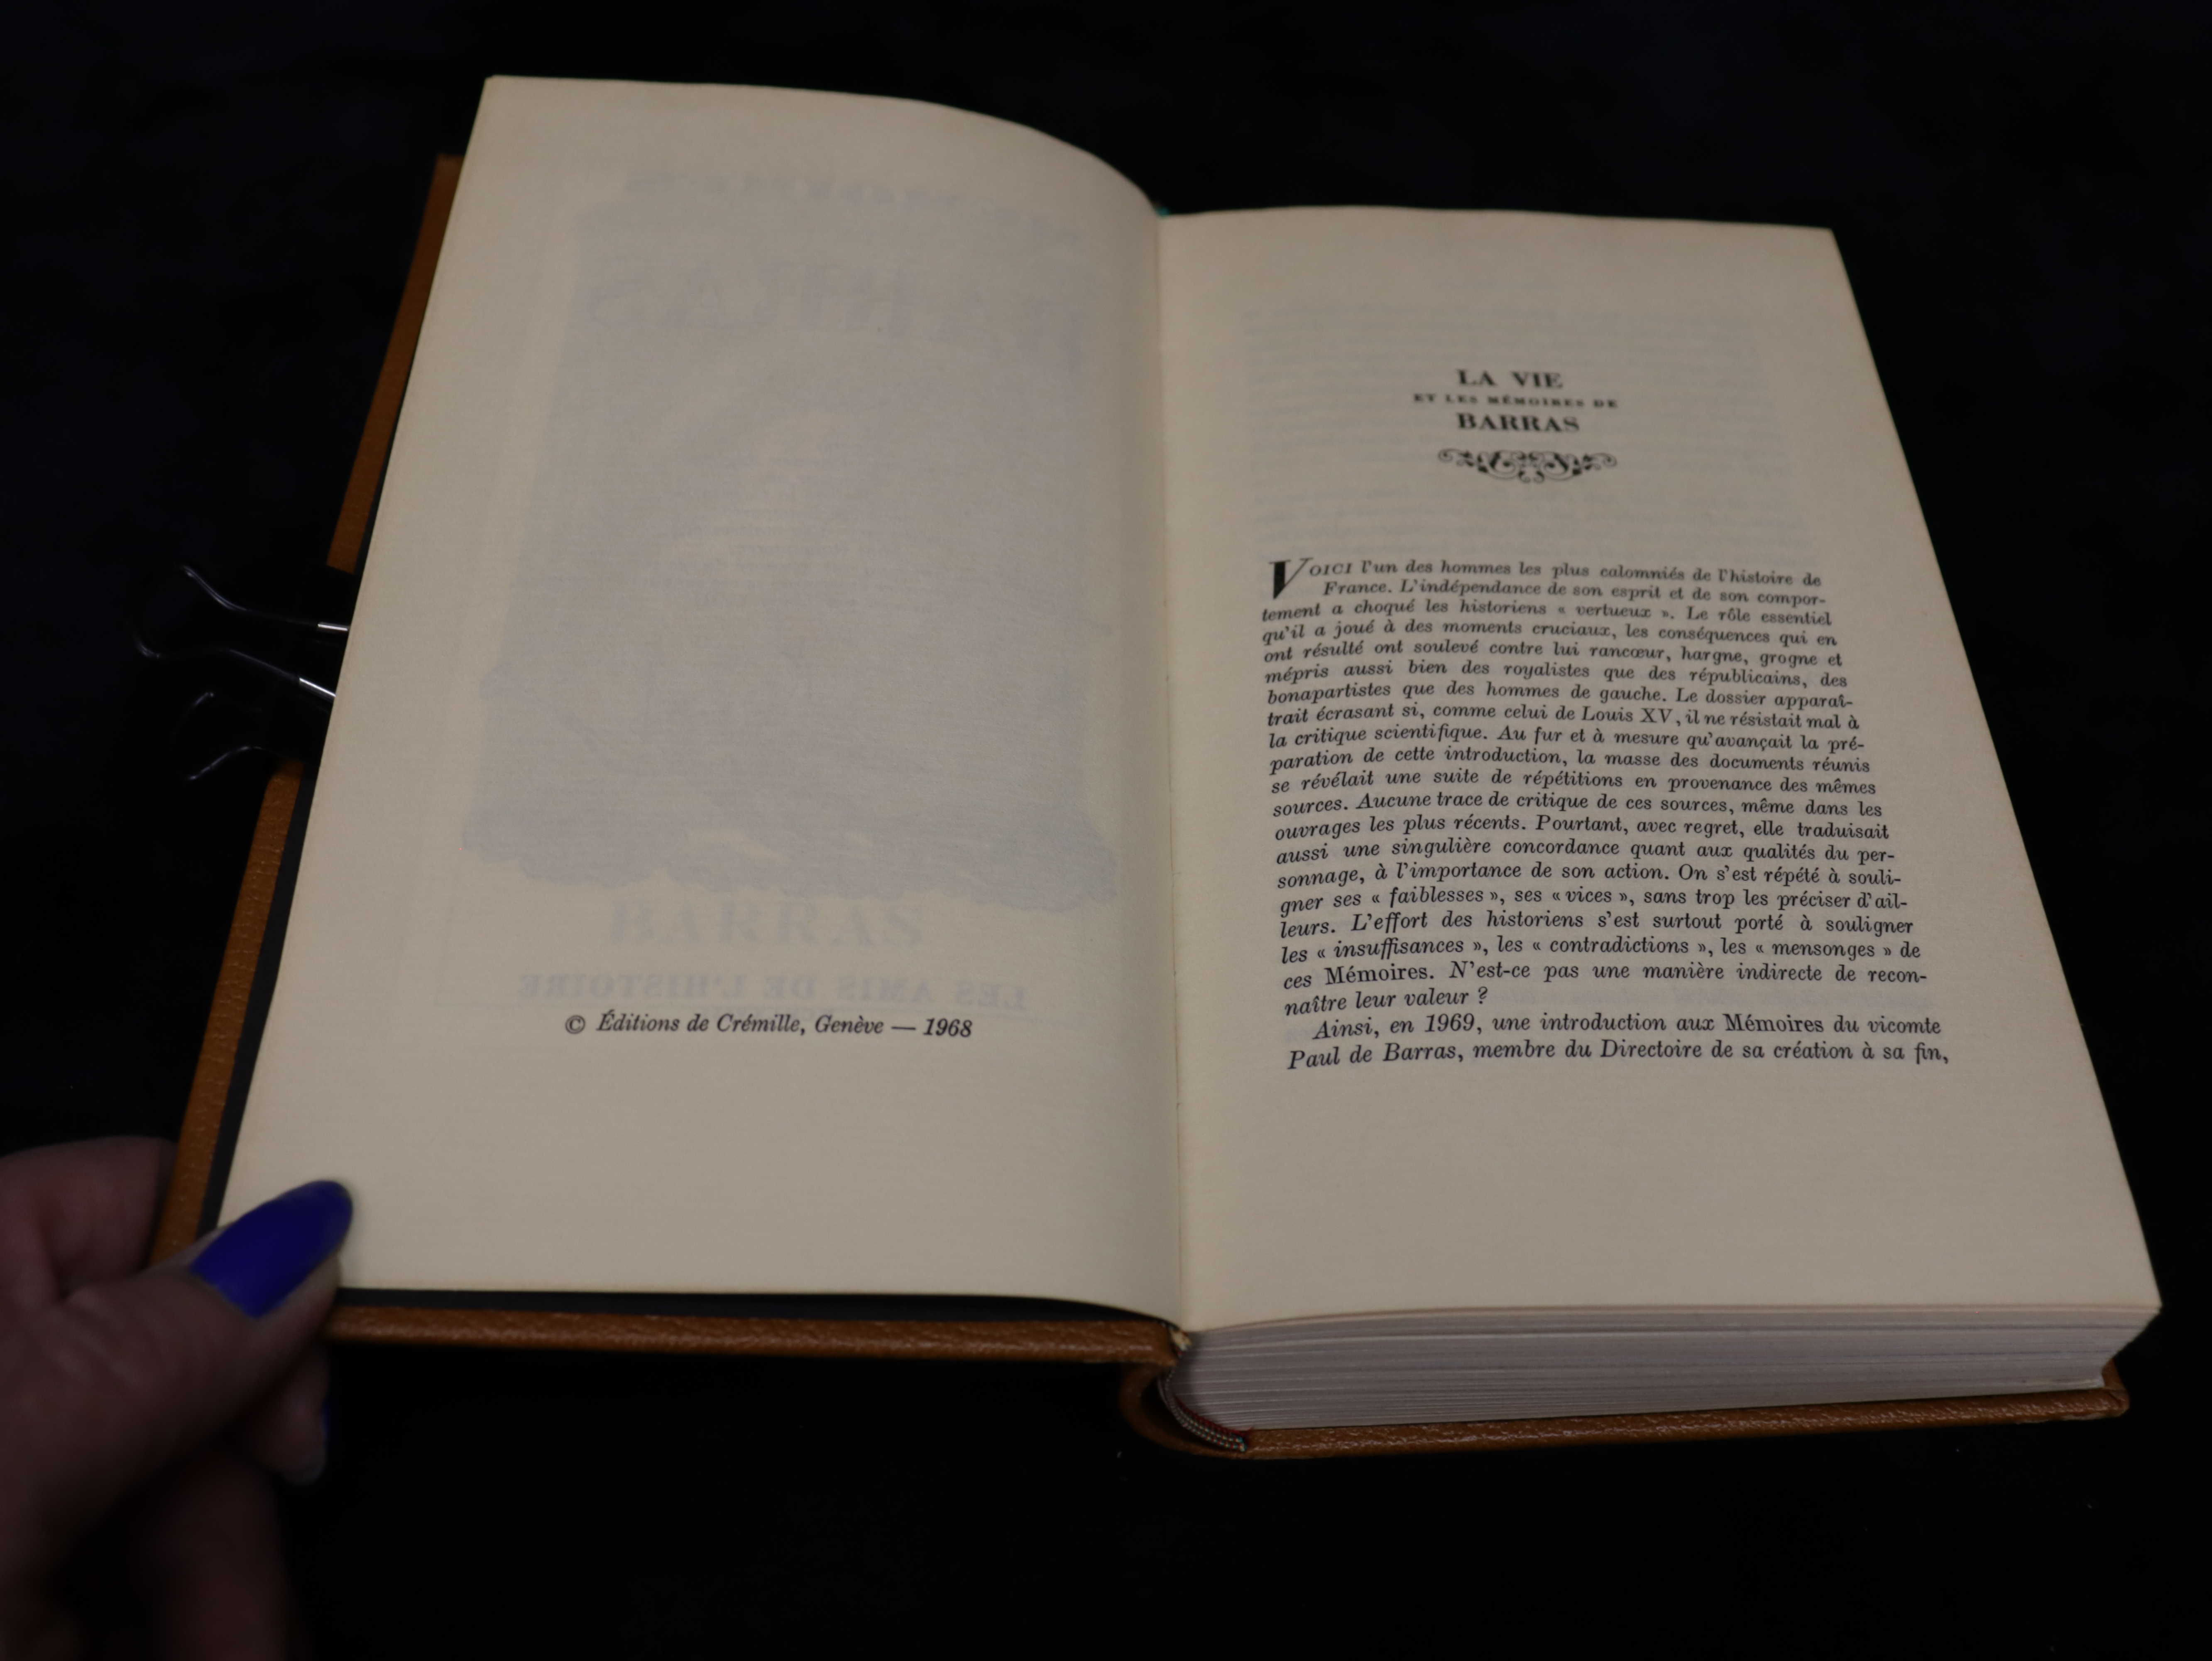 © Éditions de Crémille, Genève — 1968
LA VIE
ET LES MÉMOIRES DE
BARRAS
VOICI l'un des hommes les plus calomniés de l'histoire de
France. L'indépendance de son esprit et de son compor-
tement a choqué les historiens « vertueux ». Le rôle essentiel
qu'il a joué à des moments cruciaux, les conséquences qui en
ont résulté ont soulevé contre lui rancœur, hargne, grogne et
mépris aussi bien des royalistes que des républicains, des
bonapartistes que des hommes de gauche. Le dossier apparaî-
trait écrasant si, comme celui de Louis XV, il ne résistait mal à
la critique scientifique. Au fur et à mesure qu'avançait la pré-
paration de cette introduction, la masse des documents réunis
se révélait une suite de répétitions en provenance des mêmes
sources. Aucune trace de critique de ces sources, même dans les
ouvrages les plus récents. Pourtant, avec regret, elle traduisait
aussi une singulière concordance quant aux qualités du per-
sonnage, à l'importance de son action. On s'est répété à souli-
gner ses « faiblesses », ses « vices », sans trop les préciser d'ail-
leurs. L'effort des historiens s'est surtout porté à souligner
les « insuffisances », les « contradictions », les « mensonges » de
ces Mémoires. N'est-ce pas une manière indirecte de recon-
naître leur valeur ?
Ainsi, en 1969, une introduction aux Mémoires du vicomte
Paul de Barras, membre du Directoire de sa création à sa fin,